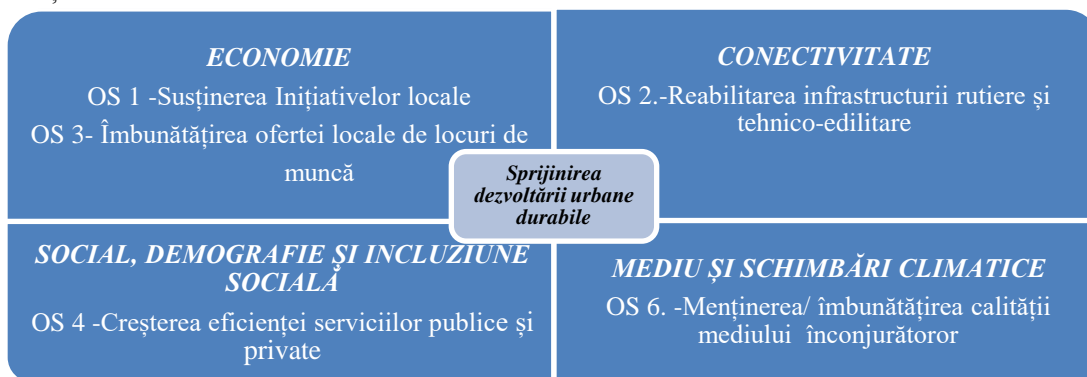 ECONOMIE
OS 1 -Susținerea Inițiativelor locale
OS 3- Îmbunătățirea ofertei locale de locuri de
muncă
CONECTIVITATE
OS 2.-Reabilitarea infrastructurii rutiere și
tehnico-edilitare
Sprijinirea
dezvoltării urbane
durabile
SOCIAL, DEMOGRAFIE ȘI INCLUZIUNE
SOCIALĂ
OS 4 -Creșterea eficienței serviciilor publice și
private
MEDIU ȘI SCHIMBĂRI CLIMATICE
OS 6. -Menținerea/ îmbunătățirea calității
mediului înconjurătoror